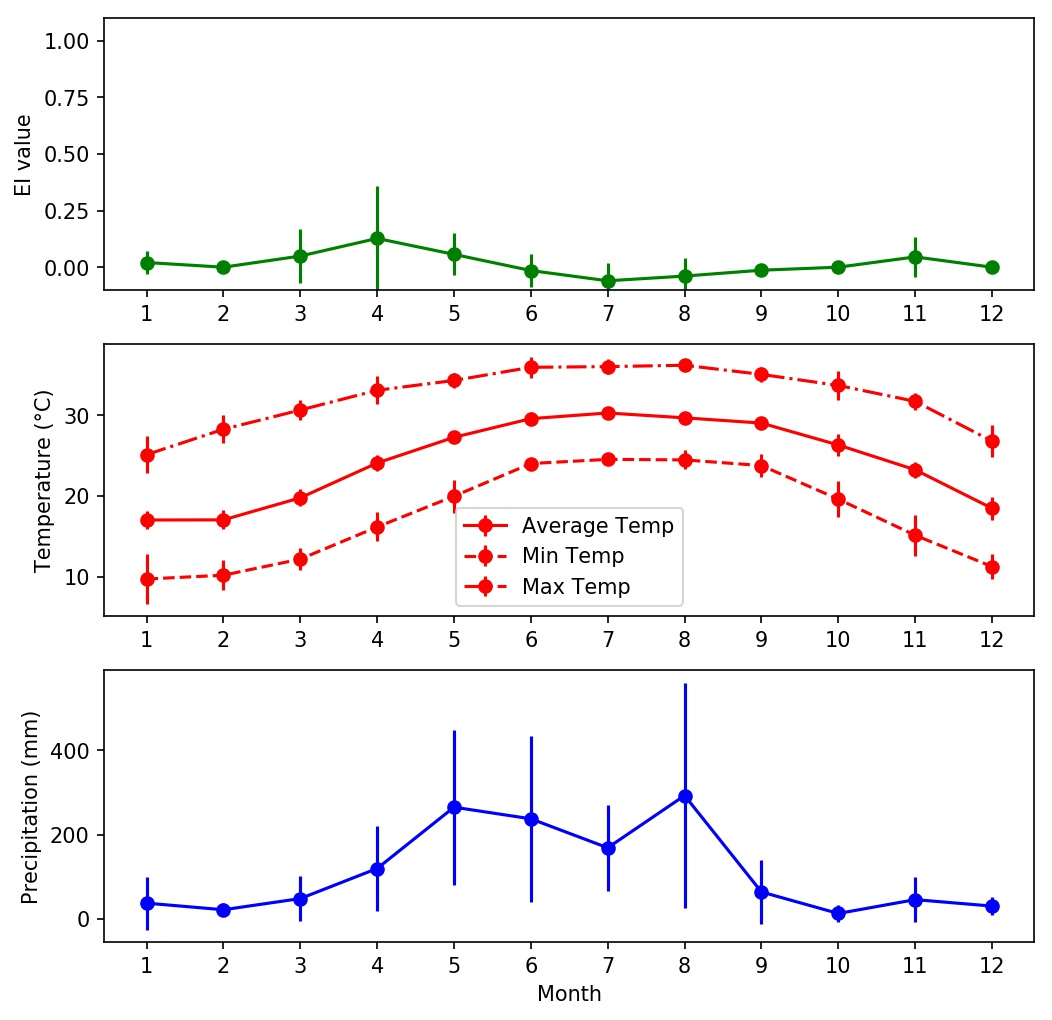 EI value
1.00
0.75
0.50
0.25
0.00
1 2 3 4 5 6 7 8 9 10 11 12
Temperature (°C)
30
20
10
Average Temp
Min Temp
Max Temp
1 2 3 4 5 6 7 8 9 10 11 12
Precipitation (mm)
400
200
0
1 2 3 4 5 6 7 8 9 10 11 12
Month